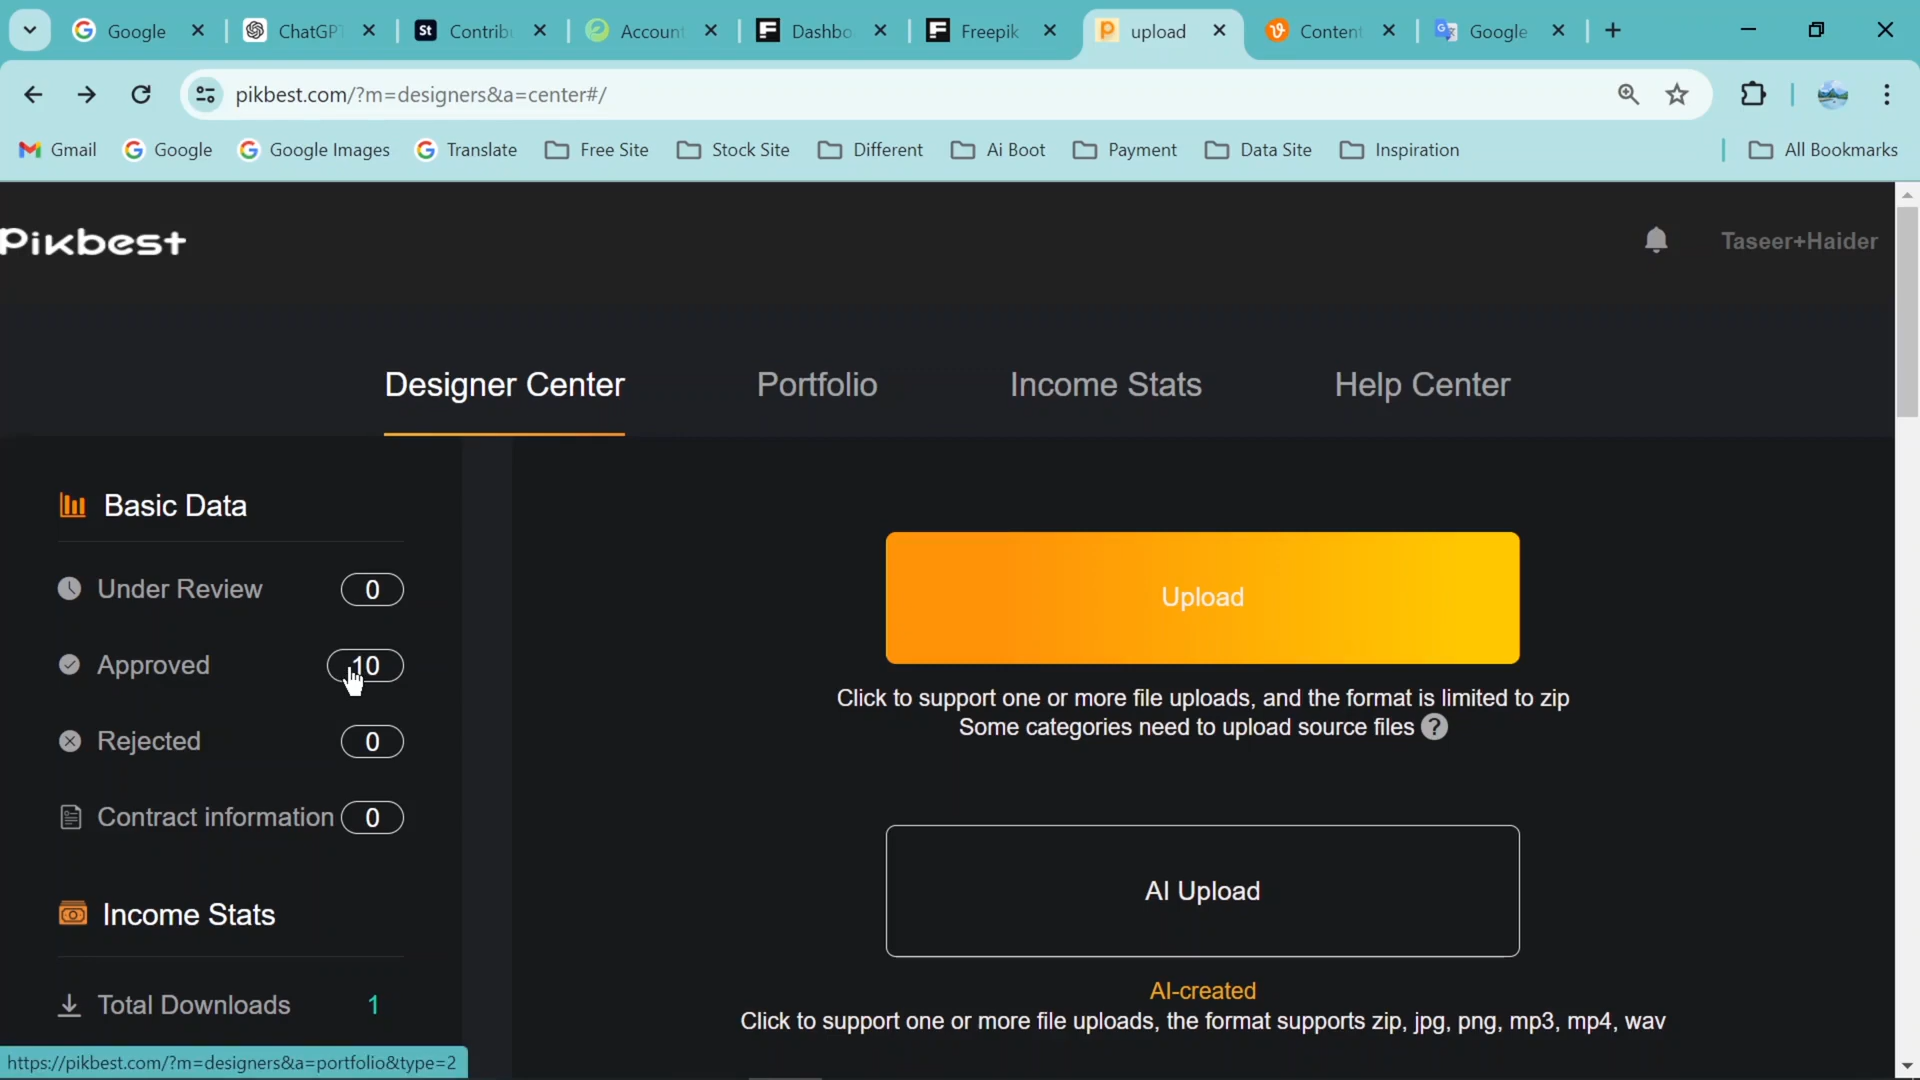 Google
ChatGP
Contrib
Account
Dashbo
Freepik
upload
Content
Google
pikbest.com/?m=designers&a=center#/
Gmail
Google
Google Images
Translate
Free Site
Stock Site
Different
Ai Boot
Payment
Data Site
Inspiration
All Bookmarks
Pikbest
Taseer+Haider
Designer Center
Portfolio
Income Stats
Help Center
Basic Data
Under Review 0
Approved 10
Rejected 0
Contract information 0
Income Stats
Total Downloads 1
Upload
Click to support one or more file uploads, and the format is limited to zip
Some categories need to upload source files ?
AI Upload
AI-created
Click to support one or more file uploads, the format supports zip, jpg, png, mp3, mp4, wav
https://pikbest.com/?m=designers&a=portfolio&type=2